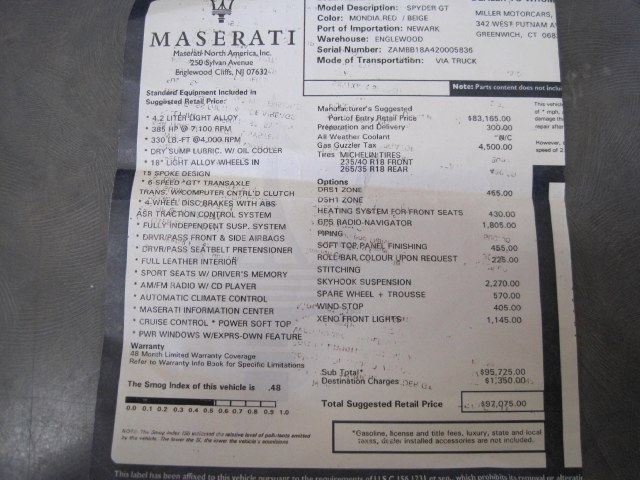 Model Description: SPYDER GT
Color: MONDIA.RED / BEIGE
Port of Importation: NEWARK
Warehouse: ENGLEWOOD
Serial Number: ZAMBB18A420005836
Mode of Transportation: VIA TRUCK
MILLER MOTORCARS,
342 WEST PUTNAM A
GREENWICH, CT 068
MASERATI
Maserati North America, Inc.
250 Sylvan Avenue
Englewood Cliffs, NJ 07632
Note: Parts content does not inclu
Standard Equipment Included in
Suggested Retail Price:
* 4.2 LITER LIGHT ALLOY
* 385 HP @ 7,100 RPM
* 330 LB.-FT @4,000 RPM
* DRY SUMP LUBRIC. W/ OIL COOLER
* 18" LIGHT ALLOY WHEELS IN
15 SPOKE DESIGN
* 6-SPEED "GT" TRANSAXLE
TRANS. W/COMPUTER CNTRL'D CLUTCH
* 4-WHEEL DISC BRAKES WITH ABS
ASR TRACTION CONTROL SYSTEM
* FULLY INDEPENDENT SUSP. SYSTEM
* DRVR/PASS FRONT & SIDE AIRBAGS
* DRVR/PASS SEATBELT PRETENSIONER
* FULL LEATHER INTERIOR
* SPORT SEATS W/ DRIVER'S MEMORY
* AM/FM RADIO W/ CD PLAYER
* AUTOMATIC CLIMATE CONTROL
* MASERATI INFORMATION CENTER
* CRUISE CONTROL * POWER SOFT TOP
* PWR WINDOWS W/EXPRS-DWN FEATURE
Warranty
48 Month Limited Warranty Coverage
Refer to Warranty Info Book for Specific Limitations
The Smog Index of this vehicle is .48
0.0 0.1 0.2 0.3 0.4 0.5 0.6 0.7 0.8 0.9 1.0
Manufacturer's Suggested
Port of Entry Retail Price $83,165.00
Preparation and Delivery 300.00
All Weather Coolant N/C
Gas Guzzler Tax 4,500.00
Tires MICHELIN TIRES
235/40 R18 FRONT
265/35 R18 REAR
Options
DRS1 ZONE 455.00
DSH1 ZONE
HEATING SYSTEM FOR FRONT SEATS 430.00
GPS RADIO-NAVIGATOR 1,805.00
PIPING
SOFT TOP PANEL FINISHING 455.00
ROLL BAR COLOUR UPON REQUEST 225.00
STITCHING
SKYHOOK SUSPENSION 2,270.00
SPARE WHEEL + TROUSSE 570.00
WIND-STOP 405.00
XENO FRONT LIGHTS 1,145.00
Sub Total* $95,725.00
Destination Charges $1,350.00
Total Suggested Retail Price $97,075.00
*Gasoline, license and title fees, luxury, state and local
taxes, dealer installed accessories are not included.